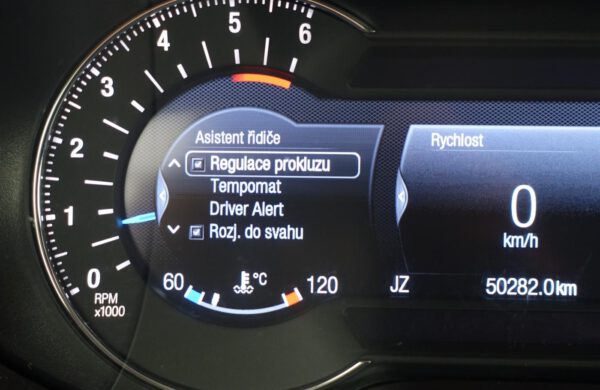 6
5
4
3
2
1
0
RPM
x1000
Asistent řidiče
Regulace prokluzu
Tempomat
Driver Alert
Rozj. do svahu
60 °C 120
Rychlost
0
km/h
JZ 50282.0km